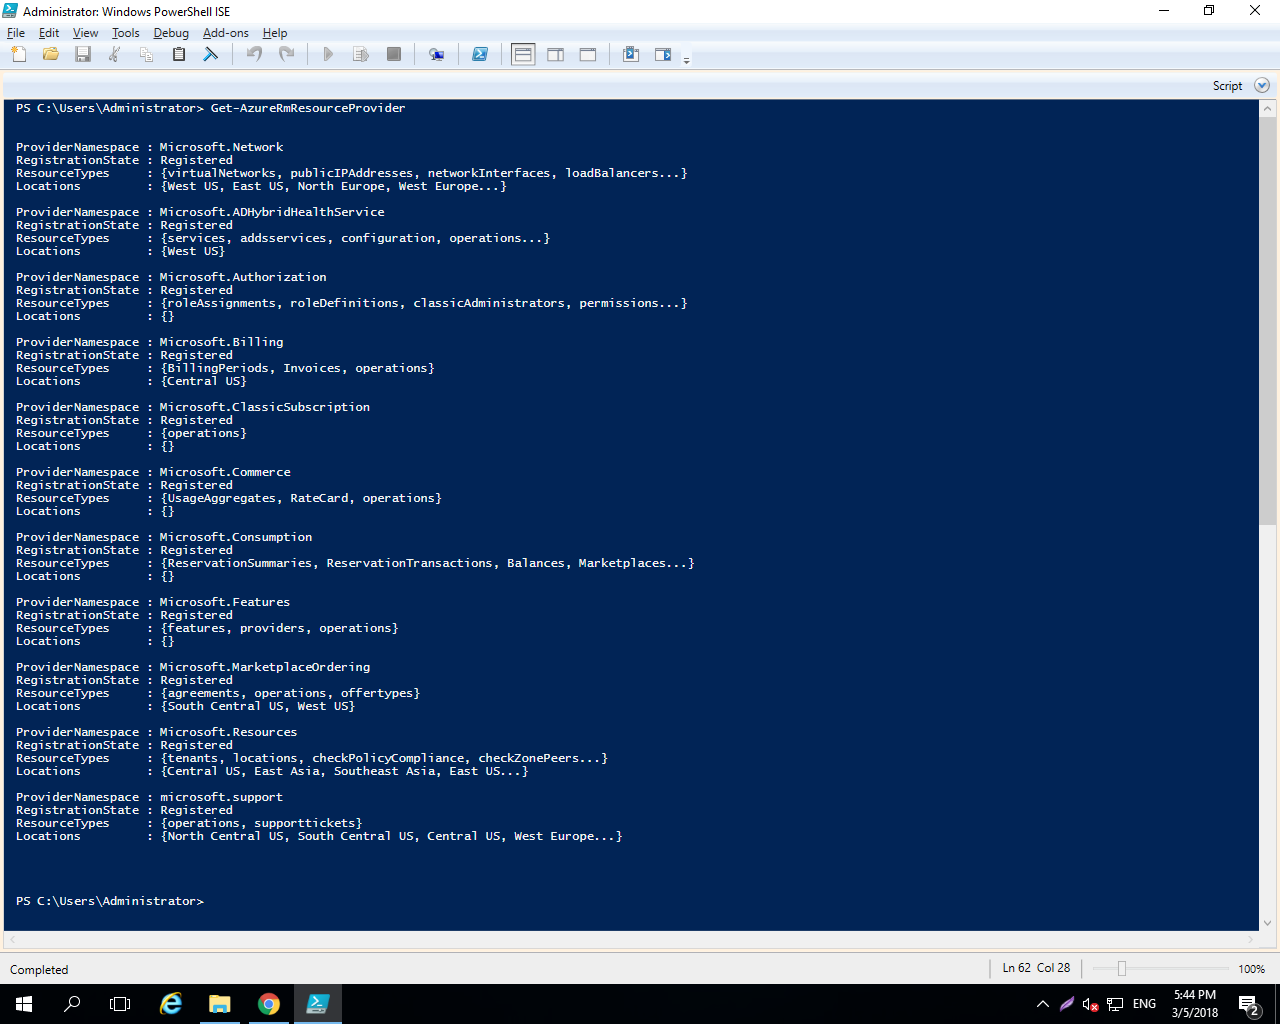 Administrator: Windows PowerShell ISE
File Edit View Tools Debug Add-ons Help
Script
PS C:\Users\Administrator> Get-AzureRmResourceProvider
ProviderNamespace : Microsoft.Network
RegistrationState : Registered
ResourceTypes : {virtualNetworks, publicIPAddresses, networkInterfaces, loadBalancers...}
Locations : {West US, East US, North Europe, West Europe...}
ProviderNamespace : Microsoft.ADHybridHealthService
RegistrationState : Registered
ResourceTypes : {services, addsservices, configuration, operations...}
Locations : {West US}
ProviderNamespace : Microsoft.Authorization
RegistrationState : Registered
ResourceTypes : {roleAssignments, roleDefinitions, classicAdministrators, permissions...}
Locations : {}
ProviderNamespace : Microsoft.Billing
RegistrationState : Registered
ResourceTypes : {BillingPeriods, Invoices, operations}
Locations : {Central US}
ProviderNamespace : Microsoft.ClassicSubscription
RegistrationState : Registered
ResourceTypes : {operations}
Locations : {}
ProviderNamespace : Microsoft.Commerce
RegistrationState : Registered
ResourceTypes : {UsageAggregates, RateCard, operations}
Locations : {}
ProviderNamespace : Microsoft.Consumption
RegistrationState : Registered
ResourceTypes : {ReservationSummaries, ReservationTransactions, Balances, Marketplaces...}
Locations : {}
ProviderNamespace : Microsoft.Features
RegistrationState : Registered
ResourceTypes : {features, providers, operations}
Locations : {}
ProviderNamespace : Microsoft.MarketplaceOrdering
RegistrationState : Registered
ResourceTypes : {agreements, operations, offertypes}
Locations : {South Central US, West US}
ProviderNamespace : Microsoft.Resources
RegistrationState : Registered
ResourceTypes : {tenants, locations, checkPolicyCompliance, checkZonePeers...}
Locations : {Central US, East Asia, Southeast Asia, East US...}
ProviderNamespace : microsoft.support
RegistrationState : Registered
ResourceTypes : {operations, supporttickets}
Locations : {North Central US, South Central US, Central US, West Europe...}
PS C:\Users\Administrator>
Completed
Ln 62 Col 28
100%
ENG
5:44 PM
3/5/2018
2